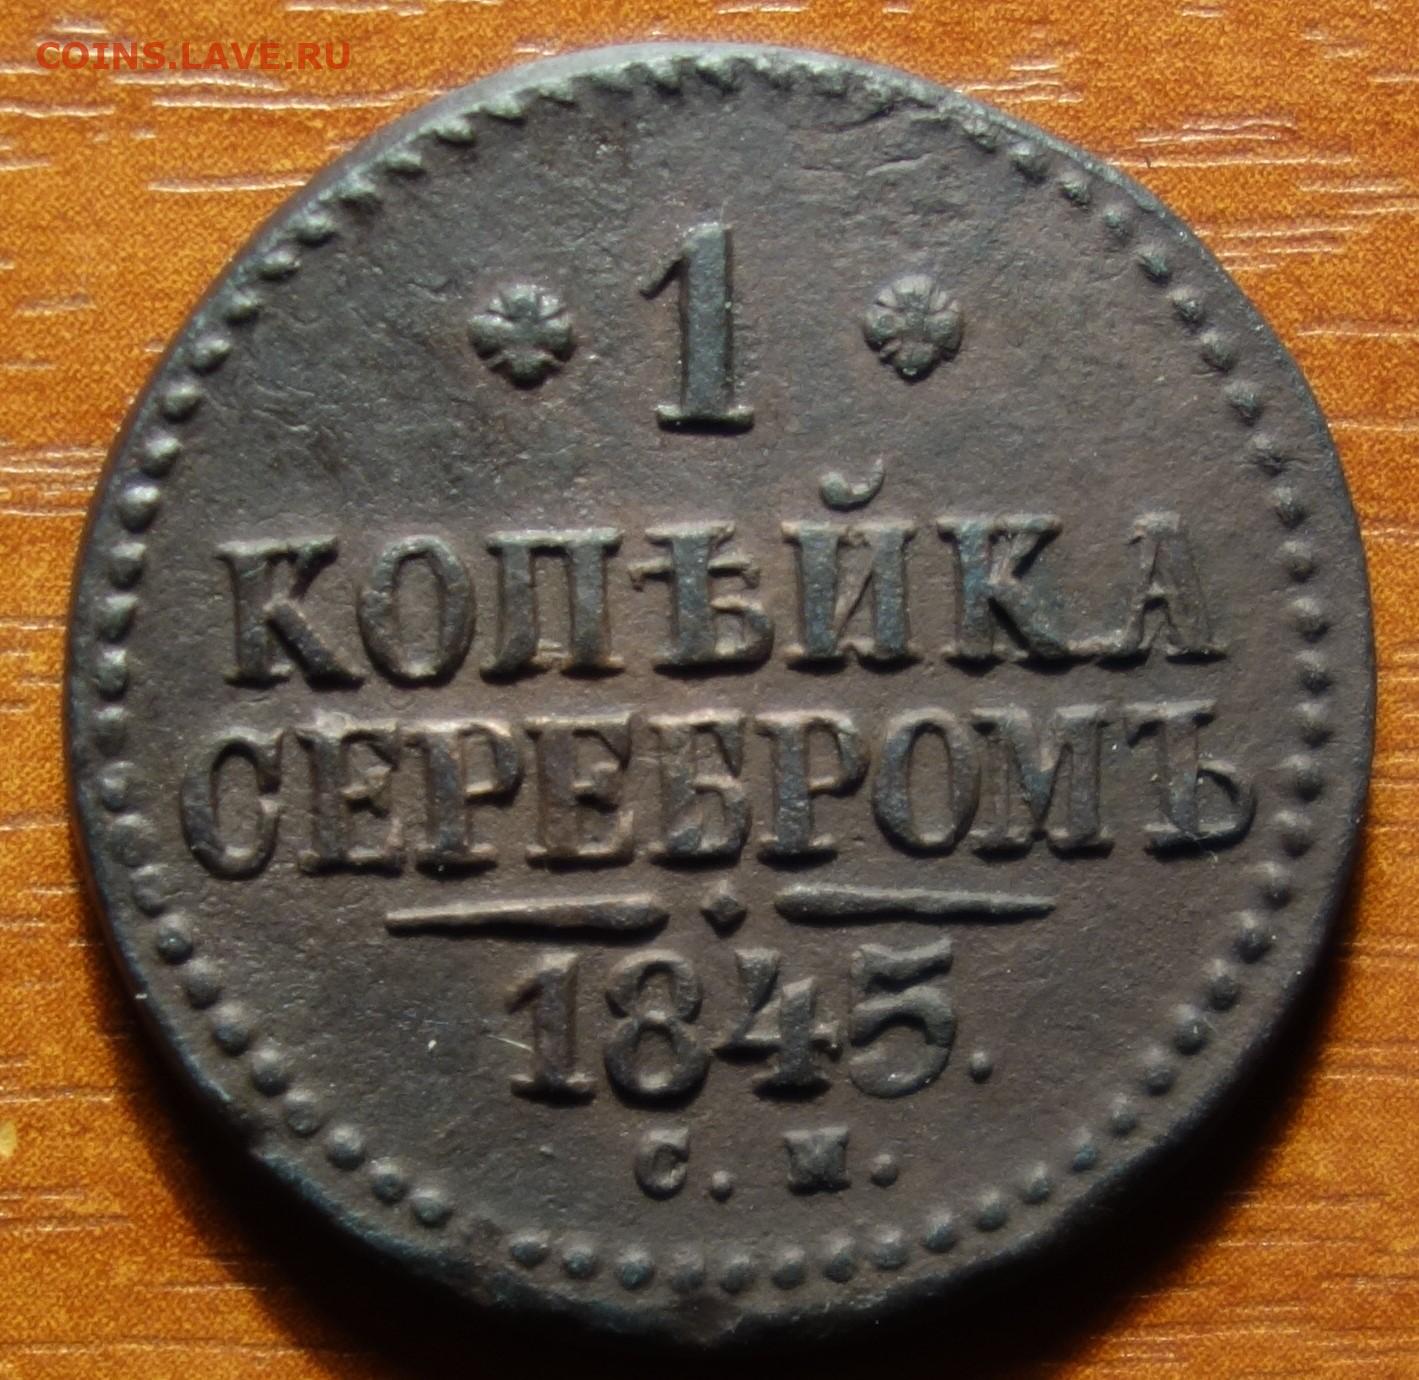 COINS.LAVE.RU
1
КОПѢЙКА
СЕРЕБРОМЪ
1845.
С. М.